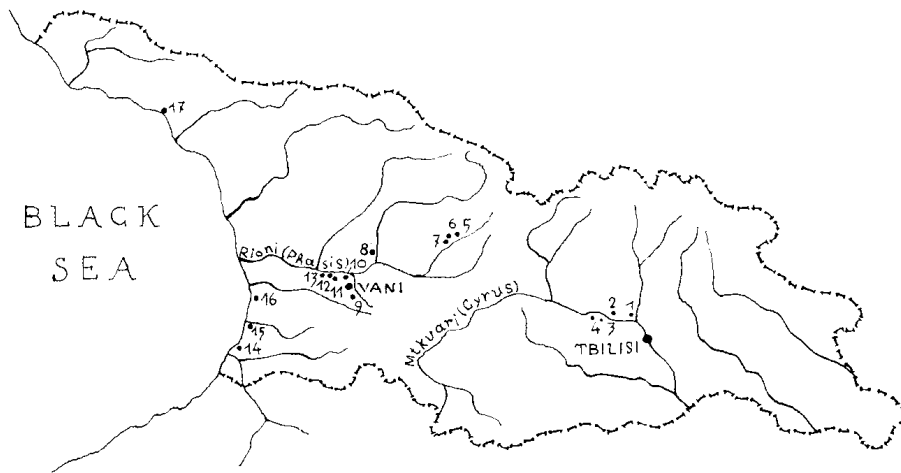 17
BLACK
SEA
6 5
7
8
Rioni (Phasis) 10
13
12
11
VANI
9
16
15
14
Mtkvari (Cyrus)
2 1
4 3
TBILISI